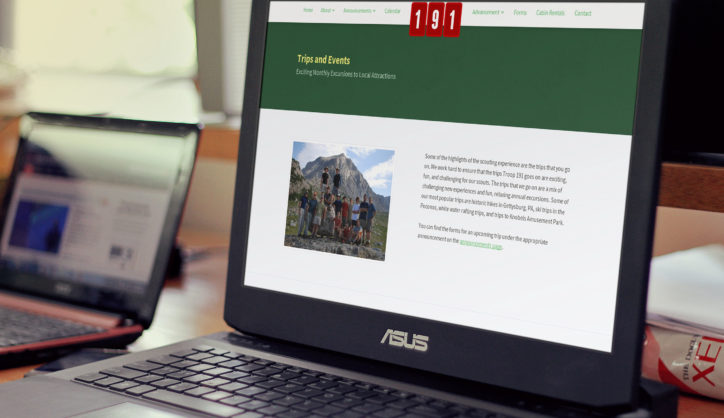 Home About Announcements Calendar 191 Advancement Forms Cabin Rentals Contact
Trips and Events
Exciting Monthly Excursions to Local Attractions
Some of the highlights of the scouting experience are the trips that you go
on. We work hard to ensure that the trips Troop 191 goes on are exciting,
fun, and challenging for our scouts. The trips that we go on are a mix of
challenging new experiences and fun, relaxing annual excursions. Some of
our most popular trips are historic hikes in Gettysburg, PA, ski trips in the
Poconos, white water rafting trips, and trips to Knobels Amusement Park.
You can find the forms for an upcoming trip under the appropriate
announcement on the announcements page.
ASUS